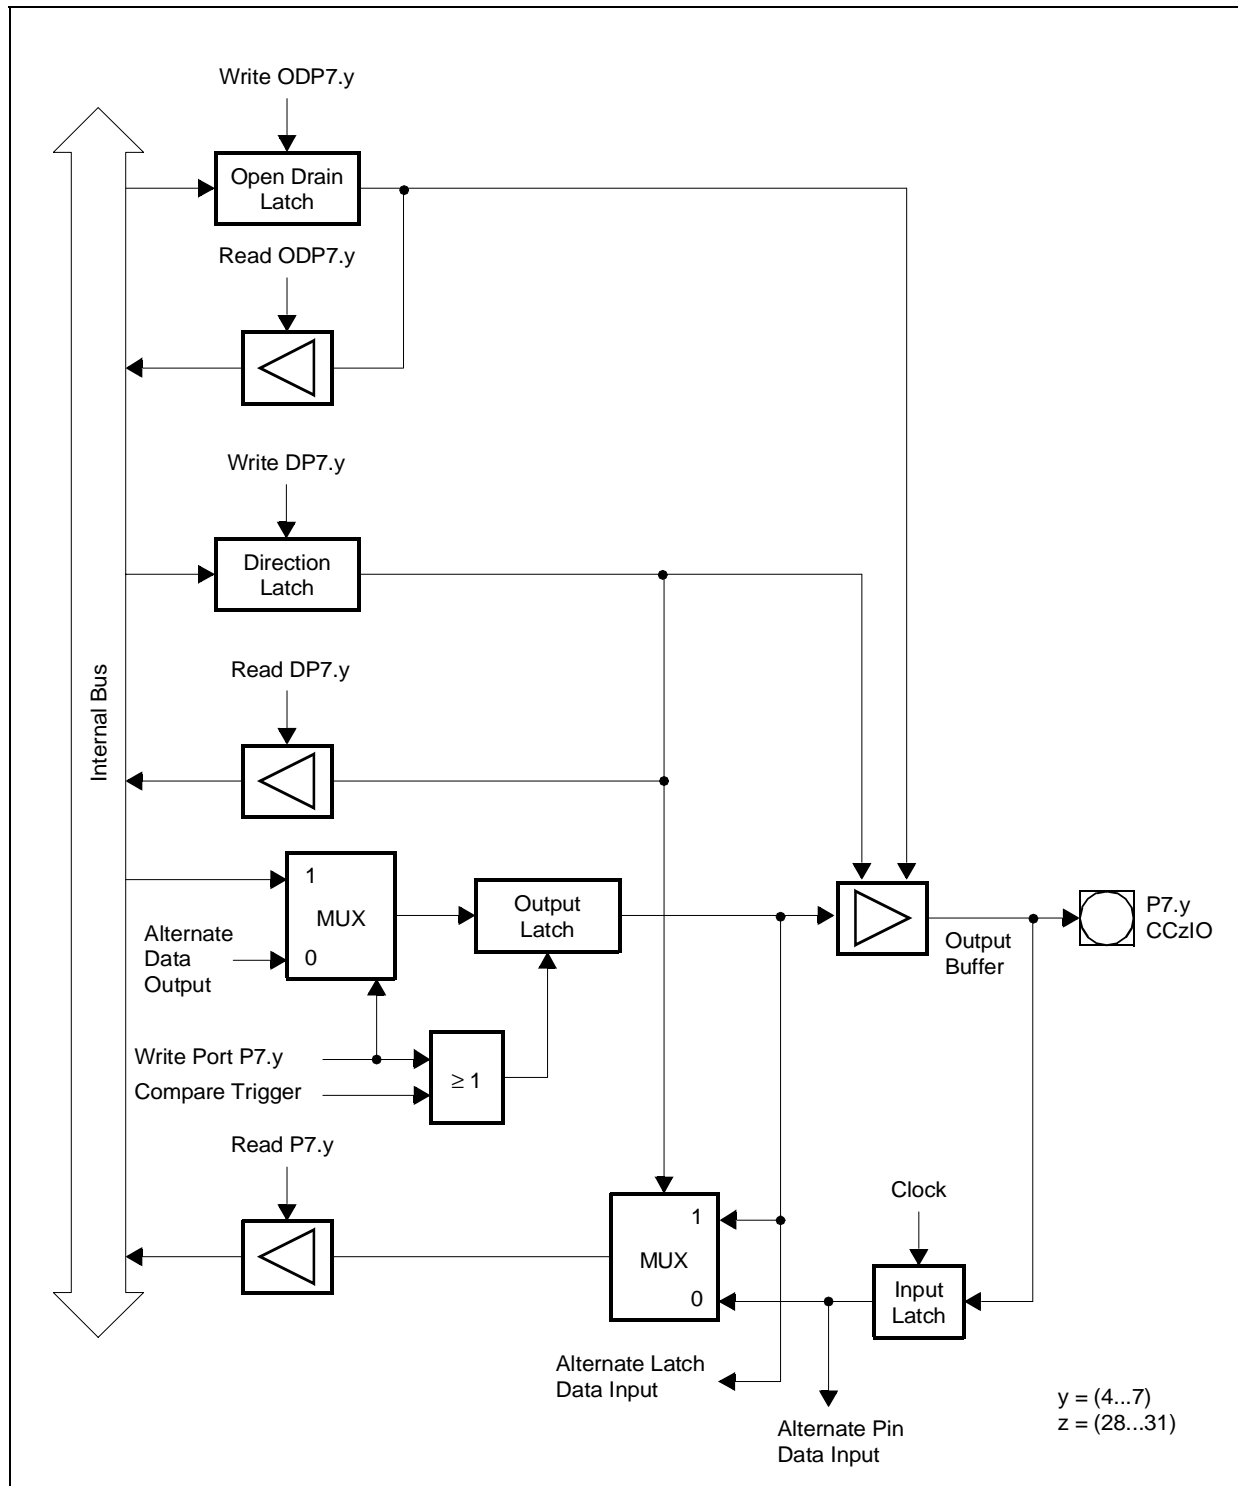 Write ODP7.y
Open Drain
Latch
Read ODP7.y
Write DP7.y
Direction
Latch
Read DP7.y
Internal Bus
1
MUX
0
Alternate
Data
Output
Output
Latch
Output
Buffer
P7.y
CCzIO
Write Port P7.y
Compare Trigger
≥ 1
Read P7.y
1
MUX
0
Clock
Input
Latch
Alternate Latch
Data Input
Alternate Pin
Data Input
y = (4...7)
z = (28...31)